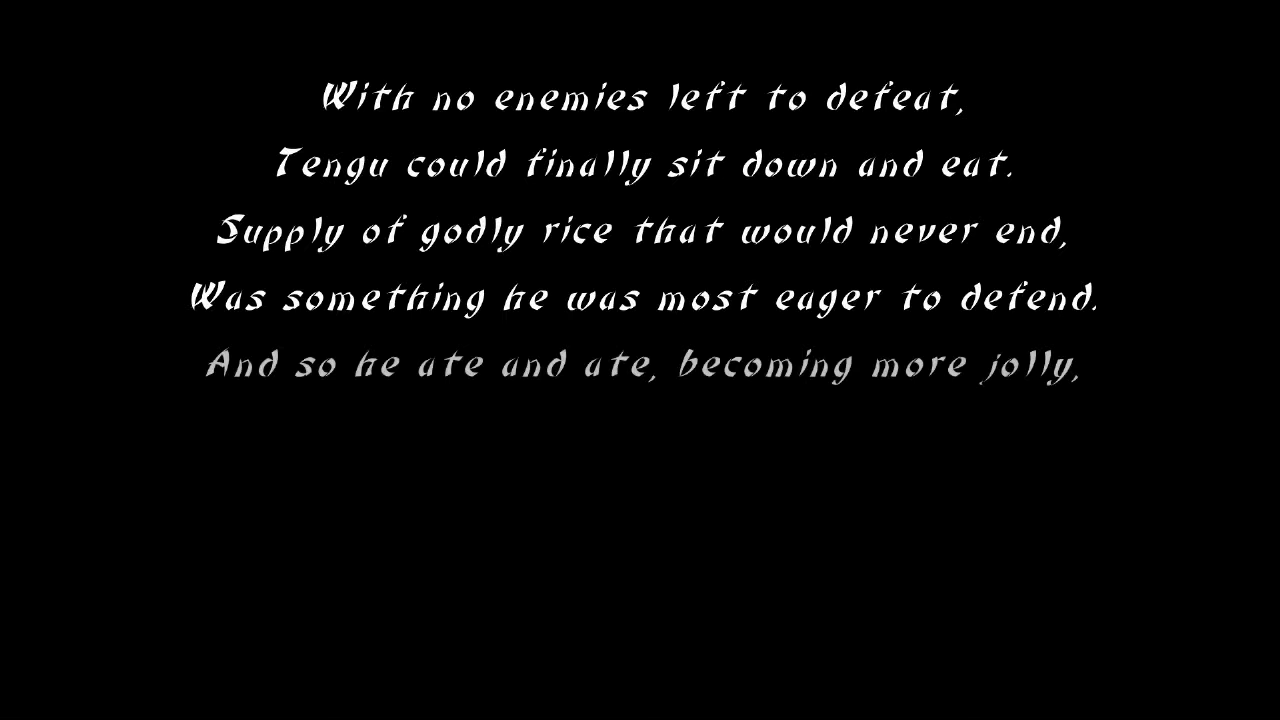 With no enemies left to defeat,
Tengu could finally sit down and eat.
Supply of godly rice that would never end,
Was something he was most eager to defend.
And so he ate and ate, becoming more jolly,